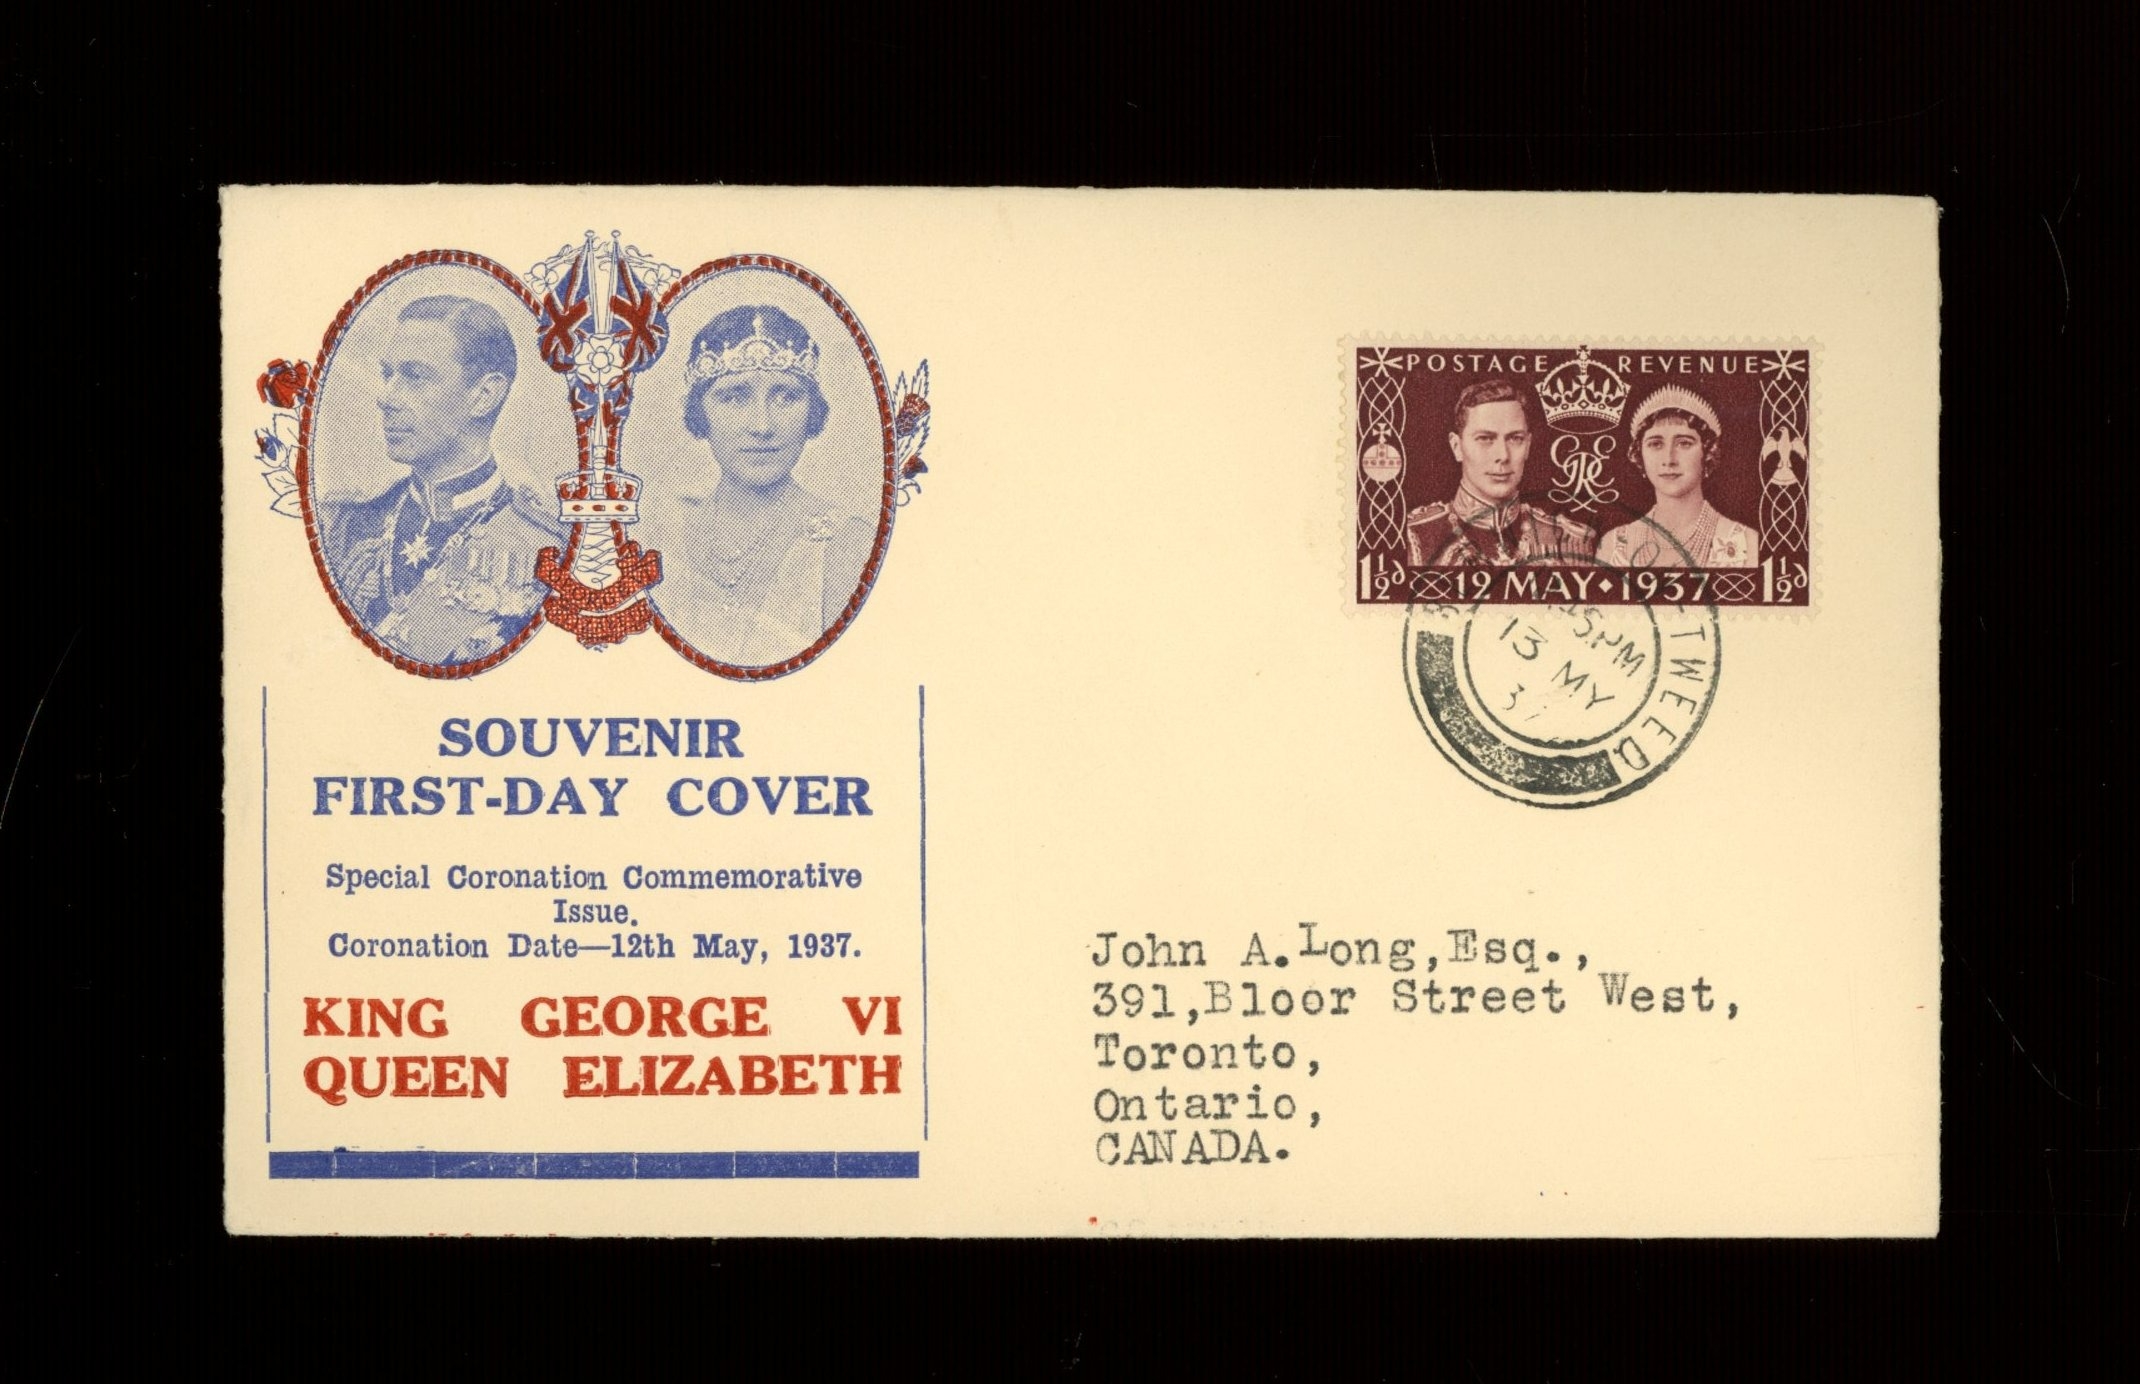 SOUVENIR
FIRST-DAY COVER
Special Coronation Commemorative
Issue.
Coronation Date—12th May, 1937.
KING GEORGE VI
QUEEN ELIZABETH
POSTAGE REVENUE
1½d 12 MAY • 1937 1½d
-TWEED
PM
13 MY
John A. Long, Esq.,
391, Bloor Street West,
Toronto,
Ontario,
CANADA.